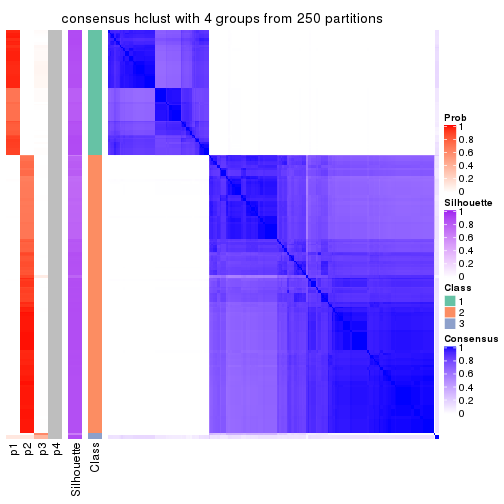 consensus hclust with 4 groups from 250 partitions
Prob
1
0.8
0.6
0.4
0.2
0
Silhouette
1
0.8
0.6
0.4
0.2
0
Class
1
2
3
Consensus
1
0.8
0.6
0.4
0.2
0
p1
p2
p3
p4
Silhouette
Class